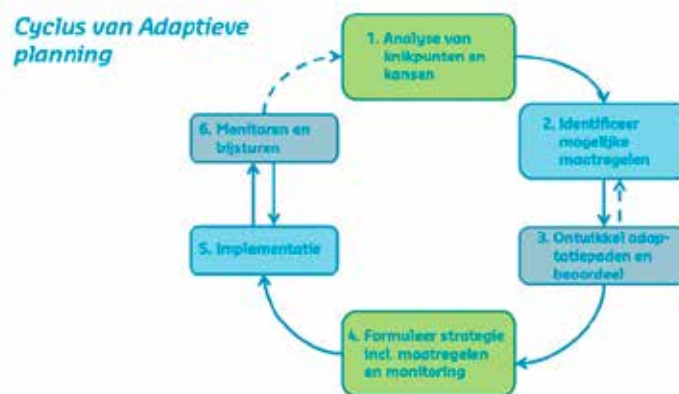 Cyclus van Adaptieve
planning
1. Analyse van
knikpunten en
kansen
2. Identificeer
mogelijke
maatregelen
3. Ontwikkel adap-
tatiepaden en
beoordeel
4. Formuleer strategie
incl. maatregelen
en monitoring
5. Implementatie
6. Monitoren en
bijsturen